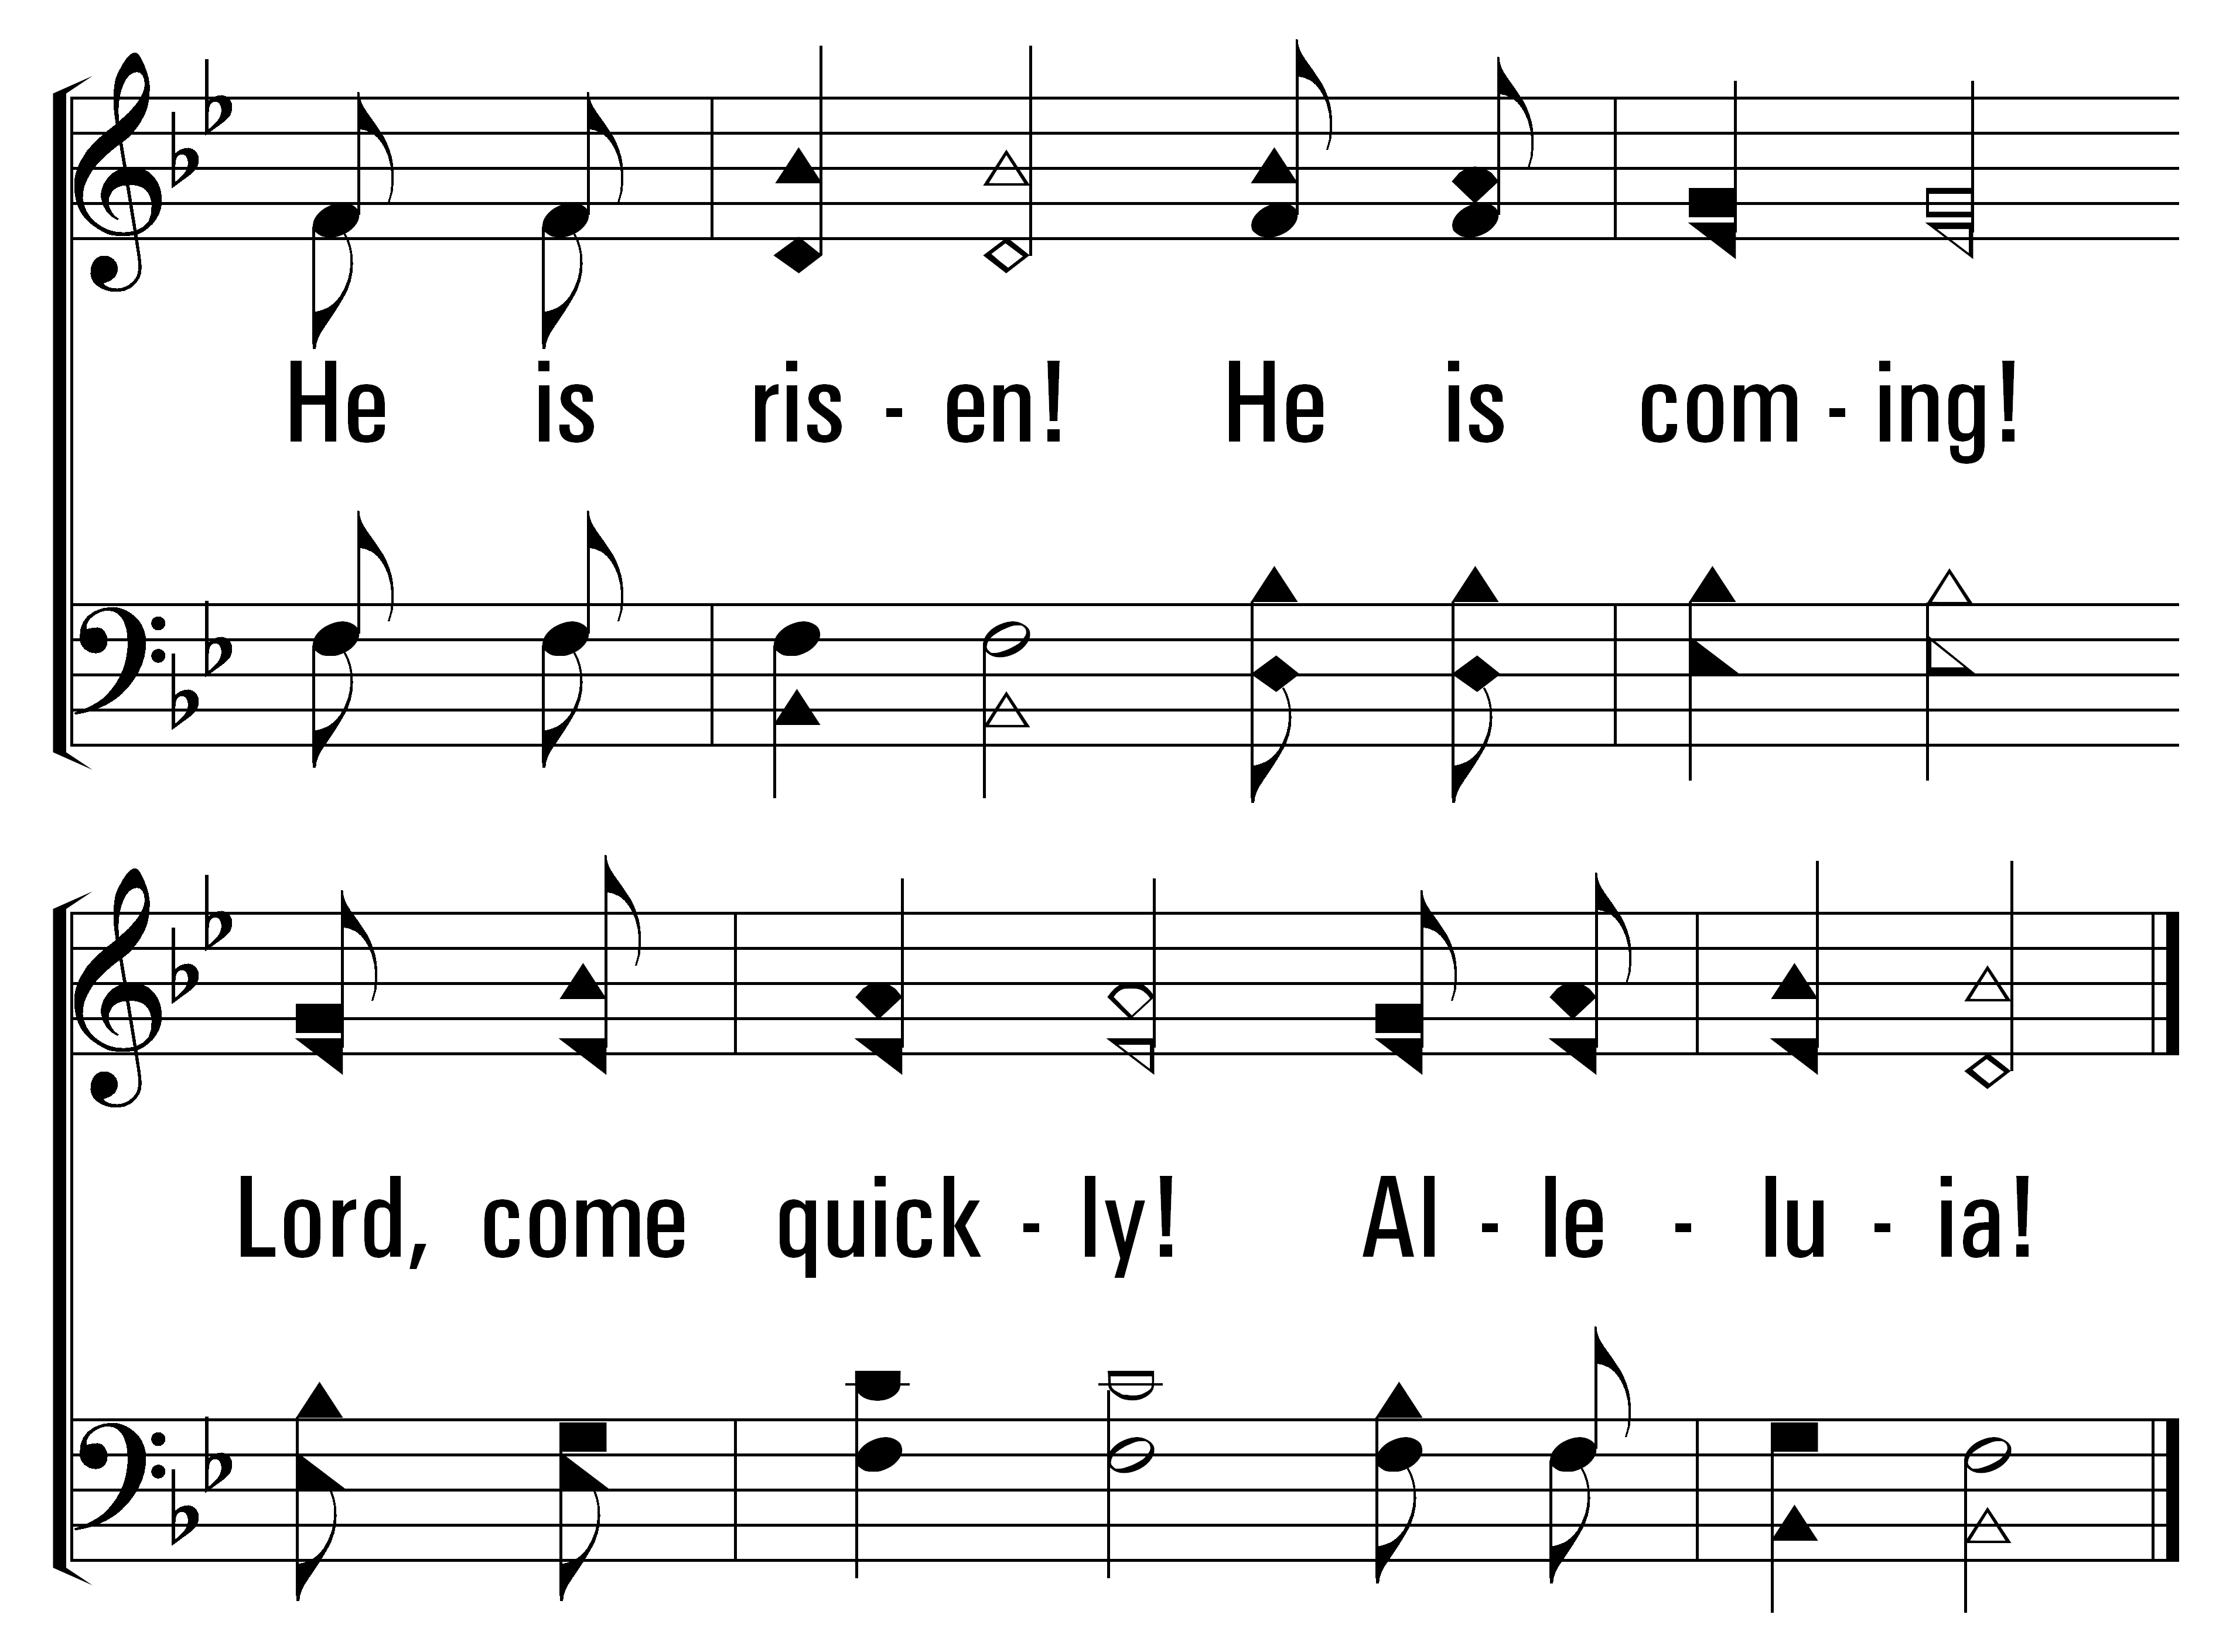 He is ris - en! He is com - ing!
Lord, come quick - ly! Al - le - lu - ia!